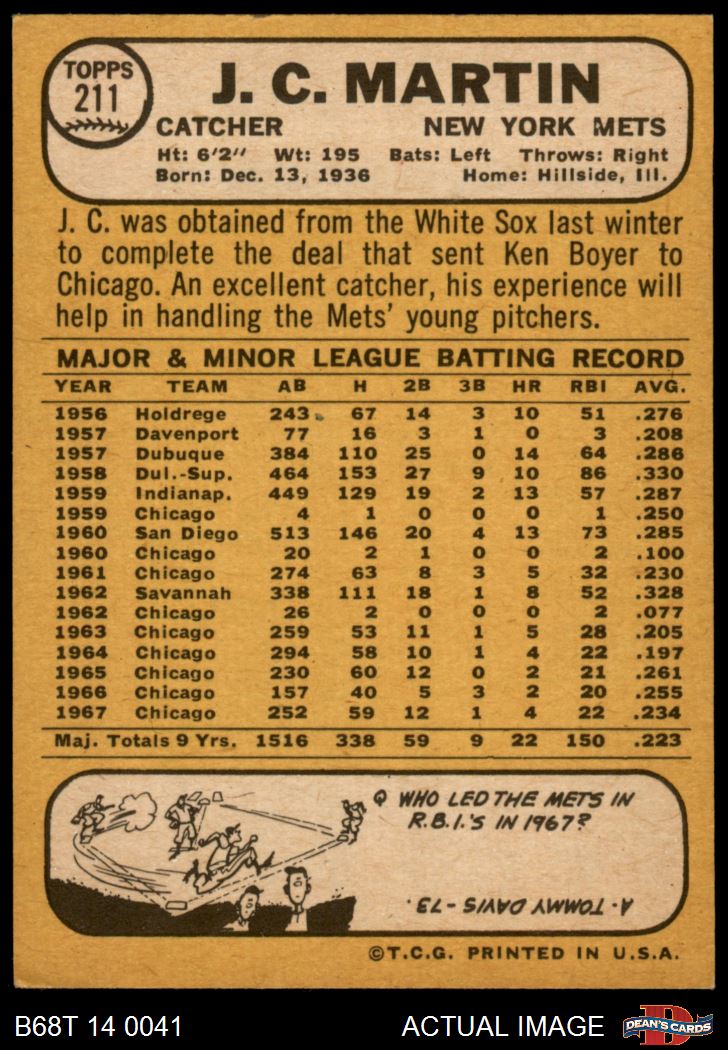 TOPPS
211
J. C. MARTIN
CATCHER NEW YORK METS
Ht: 6'2" Wt: 195 Bats: Left Throws: Right
Born: Dec. 13, 1936 Home: Hillside, Ill.
J. C. was obtained from the White Sox last winter
to complete the deal that sent Ken Boyer to
Chicago. An excellent catcher, his experience will
help in handling the Mets' young pitchers.
MAJOR & MINOR LEAGUE BATTING RECORD
YEAR TEAM AB H 2B 3B HR RBI AVG.
1956 Holdrege 243 67 14 3 10 51 .276
1957 Davenport 77 16 3 1 0 3 .208
1957 Dubuque 384 110 25 0 14 64 .286
1958 Dul.-Sup. 464 153 27 9 10 86 .330
1959 Indianap. 449 129 19 2 13 57 .287
1959 Chicago 4 1 0 0 0 1 .250
1960 San Diego 513 146 20 4 13 73 .285
1960 Chicago 20 2 1 0 0 2 .100
1961 Chicago 274 63 8 3 5 32 .230
1962 Savannah 338 111 18 1 8 52 .328
1962 Chicago 26 2 0 0 0 2 .077
1963 Chicago 259 53 11 1 5 28 .205
1964 Chicago 294 58 10 1 4 22 .197
1965 Chicago 230 60 12 0 2 21 .261
1966 Chicago 157 40 5 3 2 20 .255
1967 Chicago 252 59 12 1 4 22 .234
Maj. Totals 9 Yrs. 1516 338 59 9 22 150 .223
Q WHO LED THE METS IN
R.B.I.'S IN 1967?
A. TOMMY DAVIS - 73.
©T.C.G. PRINTED IN U.S.A.
B68T 14 0041 ACTUAL IMAGE
D
DEAN'S CARDS